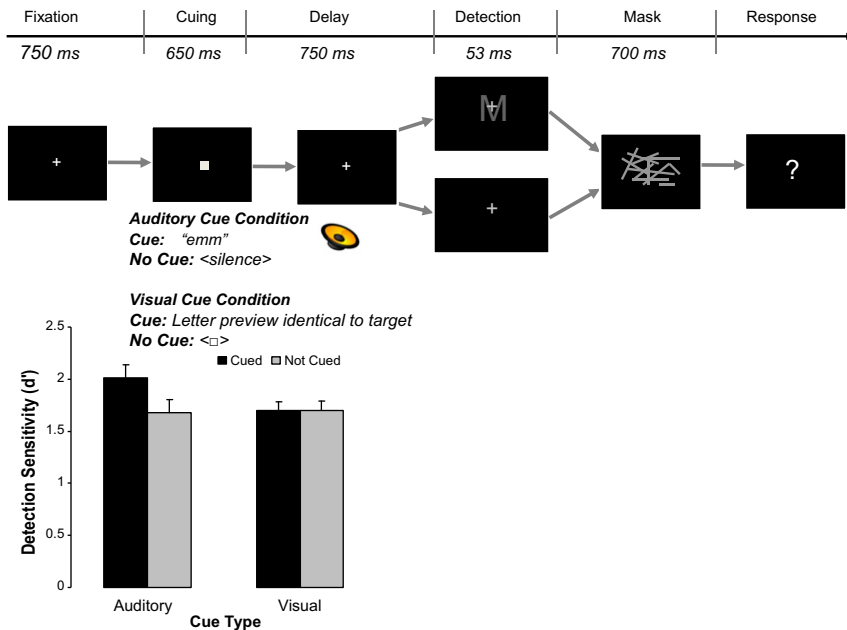 Fixation Cuing Delay Detection Mask Response
750 ms 650 ms 750 ms 53 ms 700 ms
M
?
Auditory Cue Condition
Cue: “emm”
No Cue: <silence>
Visual Cue Condition
Cue: Letter preview identical to target
No Cue: <□>
Cued Not Cued
Detection Sensitivity (d')
2.5
2
1.5
1
0.5
0
Auditory Visual
Cue Type